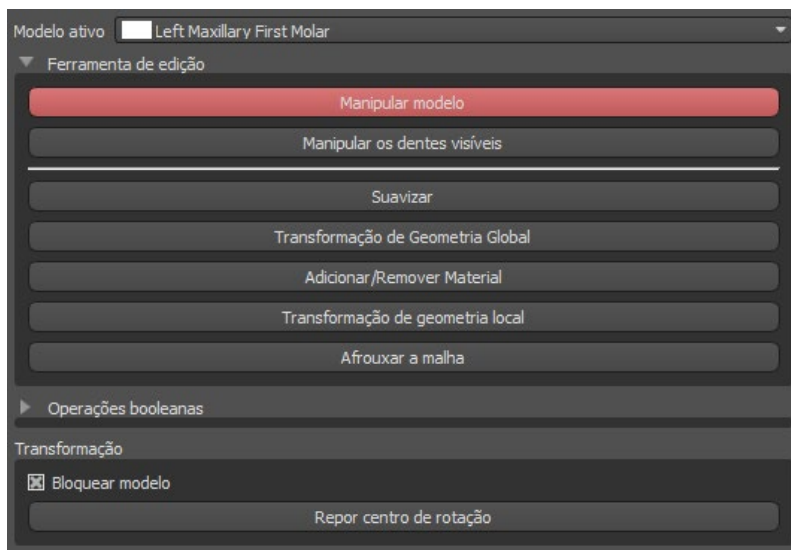 Modelo ativo Left Maxillary First Molar
Ferramenta de edição
Manipular modelo
Manipular os dentes visíveis
Suavizar
Transformação de Geometria Global
Adicionar/Remover Material
Transformação de geometria local
Afrouxar a malha
Operações booleanas
Transformação
Bloquear modelo
Repor centro de rotação